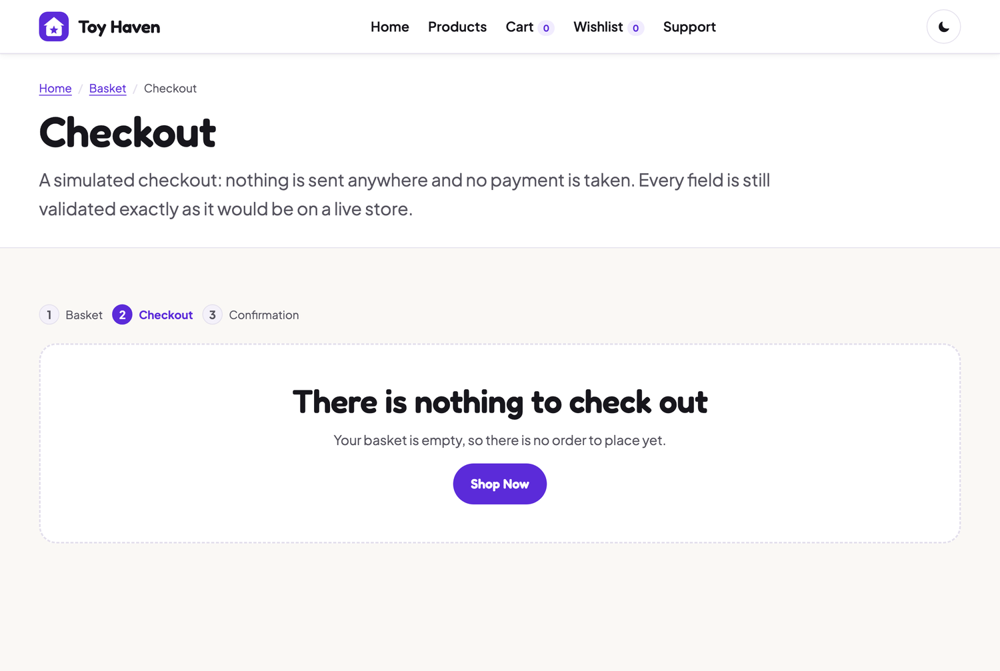 Toy Haven
Home Products Cart 0 Wishlist 0 Support
Home / Basket / Checkout
Checkout
A simulated checkout: nothing is sent anywhere and no payment is taken. Every field is still
validated exactly as it would be on a live store.
1 Basket 2 Checkout 3 Confirmation
There is nothing to check out
Your basket is empty, so there is no order to place yet.
Shop Now